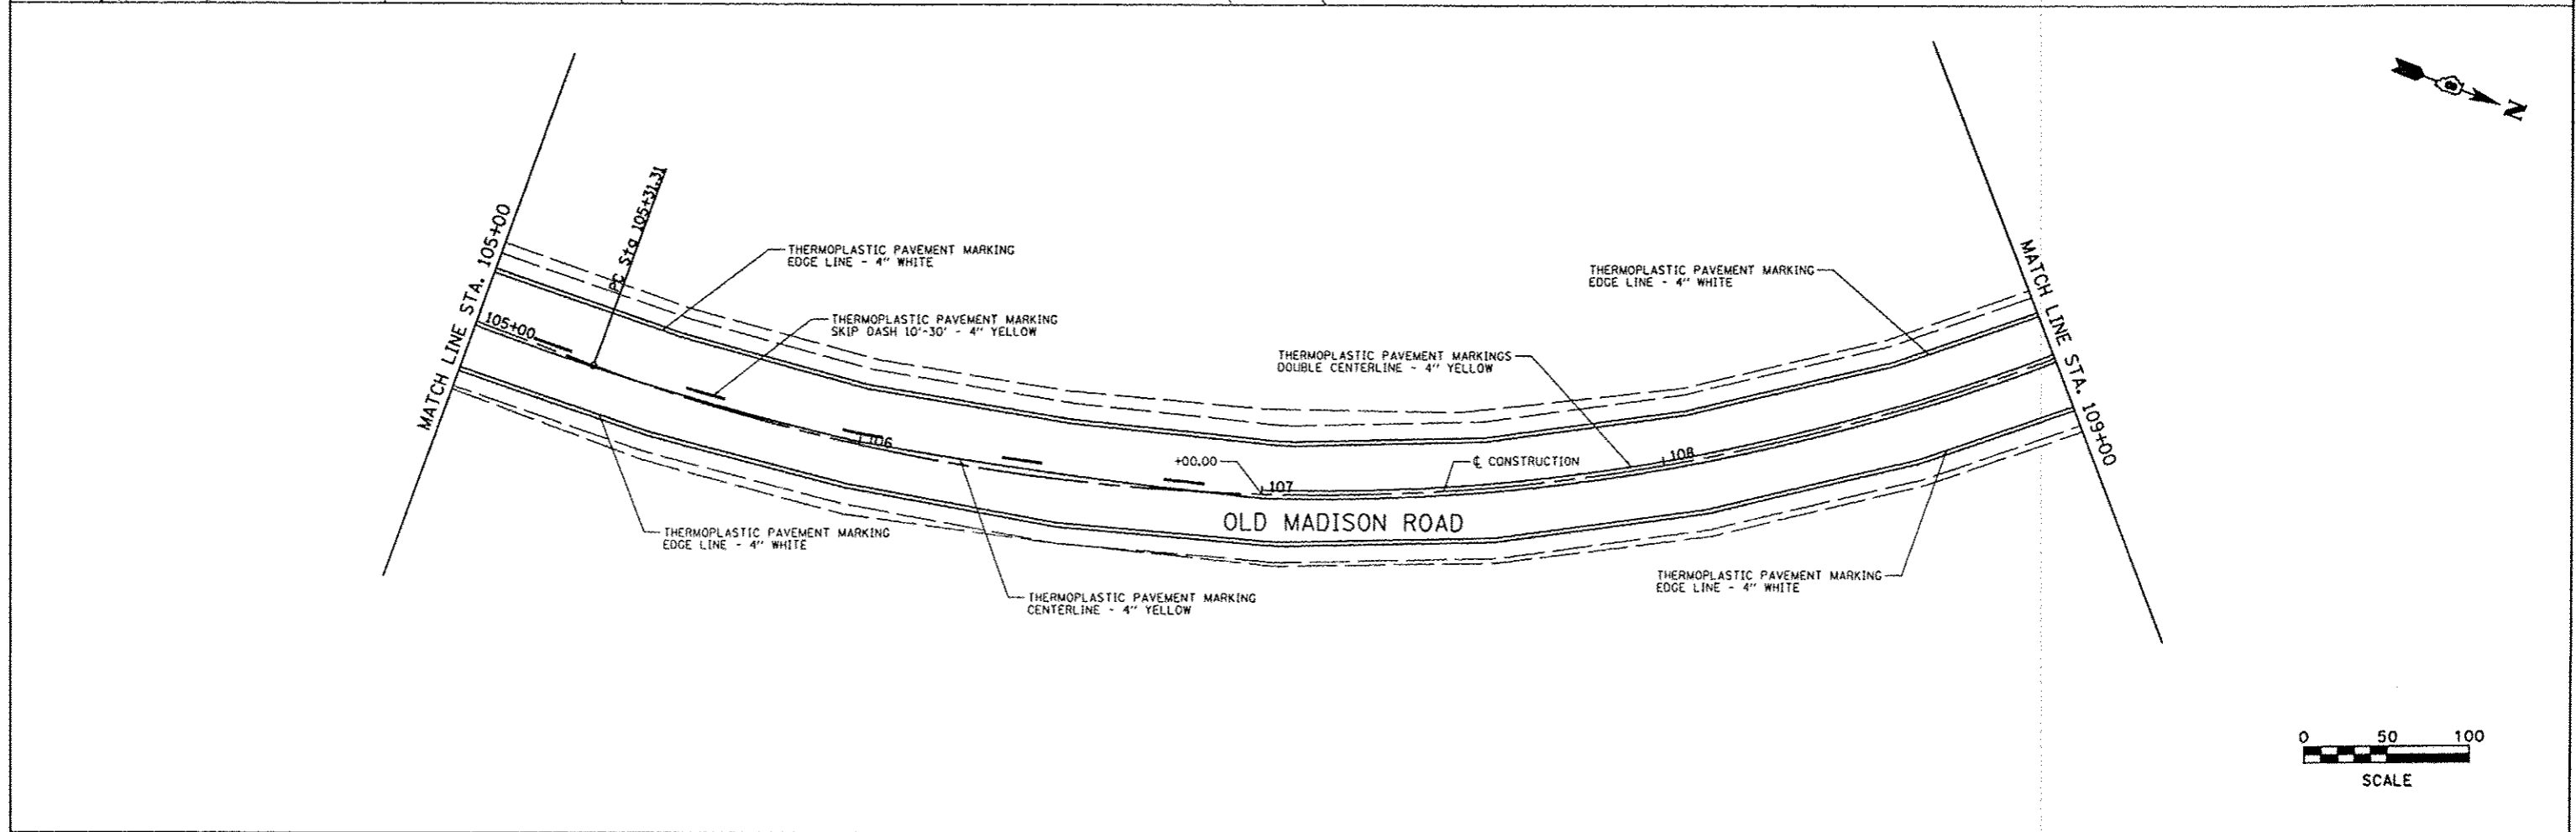 N
MATCH LINE STA. 105+00
PC Sta 105+31.31
THERMOPLASTIC PAVEMENT MARKING
EDGE LINE - 4" WHITE
THERMOPLASTIC PAVEMENT MARKING
SKIP DASH 10'-30' - 4" YELLOW
105+00
106
THERMOPLASTIC PAVEMENT MARKING
EDGE LINE - 4" WHITE
THERMOPLASTIC PAVEMENT MARKINGS
DOUBLE CENTERLINE - 4" YELLOW
MATCH LINE STA. 109+00
+00.00
107
℄ CONSTRUCTION
108
OLD MADISON ROAD
THERMOPLASTIC PAVEMENT MARKING
EDGE LINE - 4" WHITE
THERMOPLASTIC PAVEMENT MARKING
CENTERLINE - 4" YELLOW
THERMOPLASTIC PAVEMENT MARKING
EDGE LINE - 4" WHITE
0 50 100
SCALE